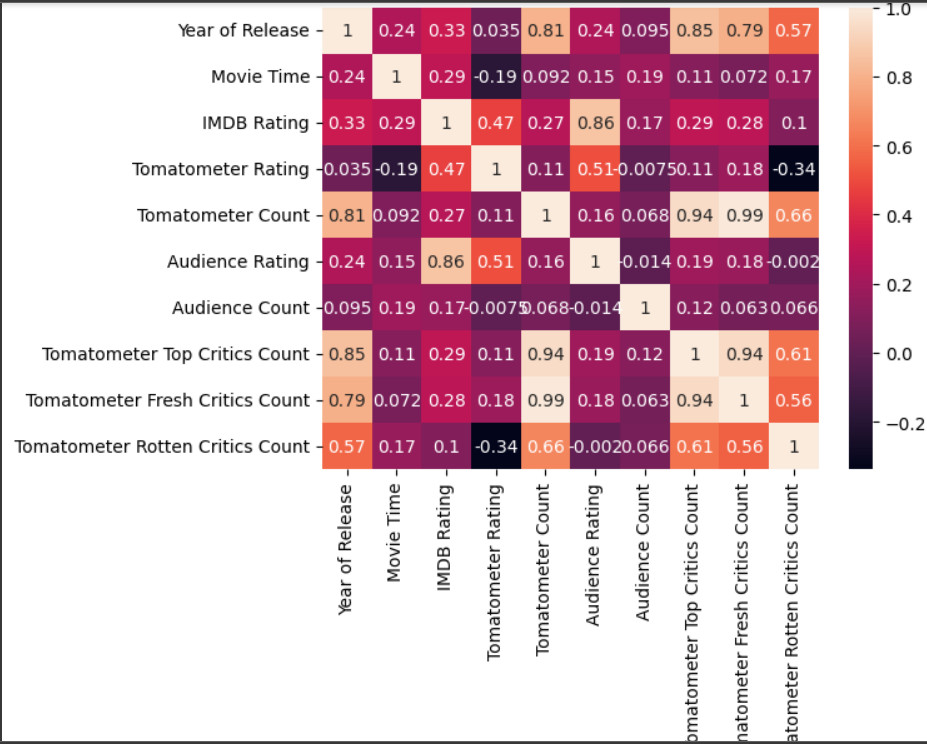 Year of Release 1 0.24 0.33 0.035 0.81 0.24 0.095 0.85 0.79 0.57
Movie Time 0.24 1 0.29 -0.19 0.092 0.15 0.19 0.11 0.072 0.17
IMDB Rating 0.33 0.29 1 0.47 0.27 0.86 0.17 0.29 0.28 0.1
Tomatometer Rating 0.035 -0.19 0.47 1 0.11 0.51 -0.0075 0.11 0.18 -0.34
Tomatometer Count 0.81 0.092 0.27 0.11 1 0.16 0.068 0.94 0.99 0.66
Audience Rating 0.24 0.15 0.86 0.51 0.16 1 -0.014 0.19 0.18 -0.002
Audience Count 0.095 0.19 0.17 -0.0075 0.068 -0.014 1 0.12 0.063 0.066
Tomatometer Top Critics Count 0.85 0.11 0.29 0.11 0.94 0.19 0.12 1 0.94 0.61
Tomatometer Fresh Critics Count 0.79 0.072 0.28 0.18 0.99 0.18 0.063 0.94 1 0.56
Tomatometer Rotten Critics Count 0.57 0.17 0.1 -0.34 0.66 -0.002 0.066 0.61 0.56 1
Year of Release
Movie Time
IMDB Rating
Tomatometer Rating
Tomatometer Count
Audience Rating
Audience Count
omatometer Top Critics Count
natometer Fresh Critics Count
atometer Rotten Critics Count
1.0
0.8
0.6
0.4
0.2
0.0
−0.2